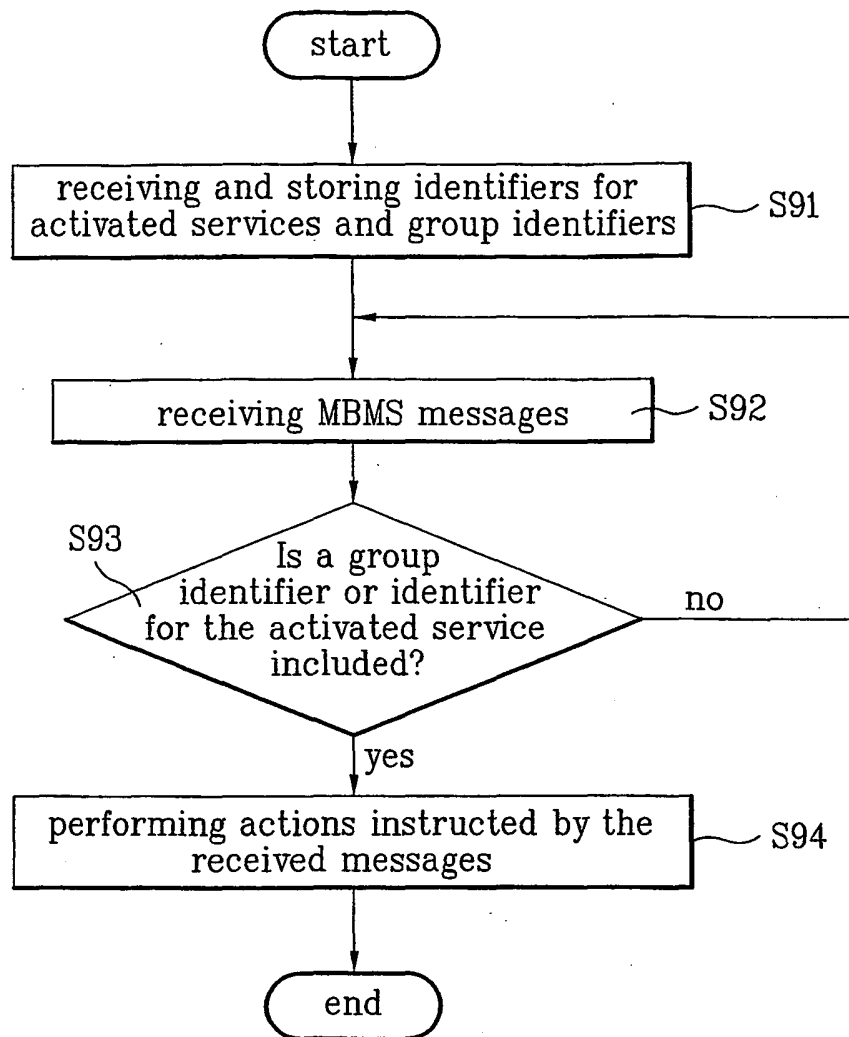 start
receiving and storing identifiers for
activated services and group identifiers
S91
receiving MBMS messages
S92
S93
Is a group
identifier or identifier
for the activated service
included?
no
yes
performing actions instructed by the
received messages
S94
end